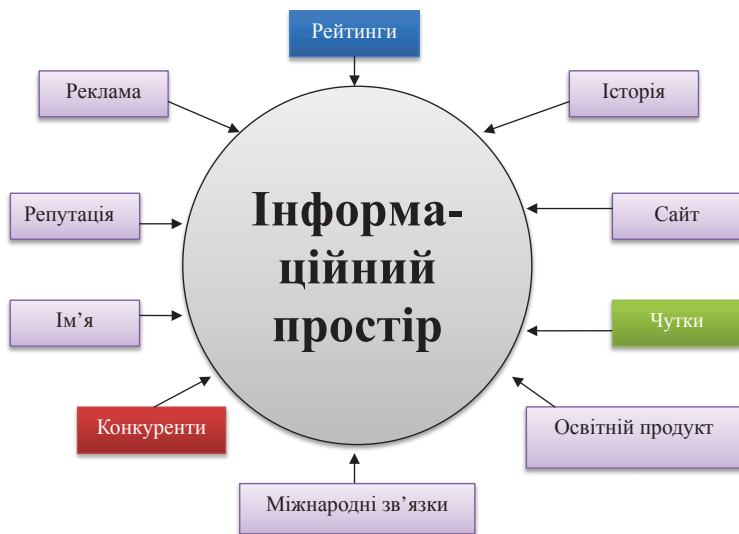 Рейтинги
Реклама
Історія
Репутація
Інформа-
ційний
простір
Сайт
Ім’я
Чутки
Конкуренти
Освітній продукт
Міжнародні зв’язки